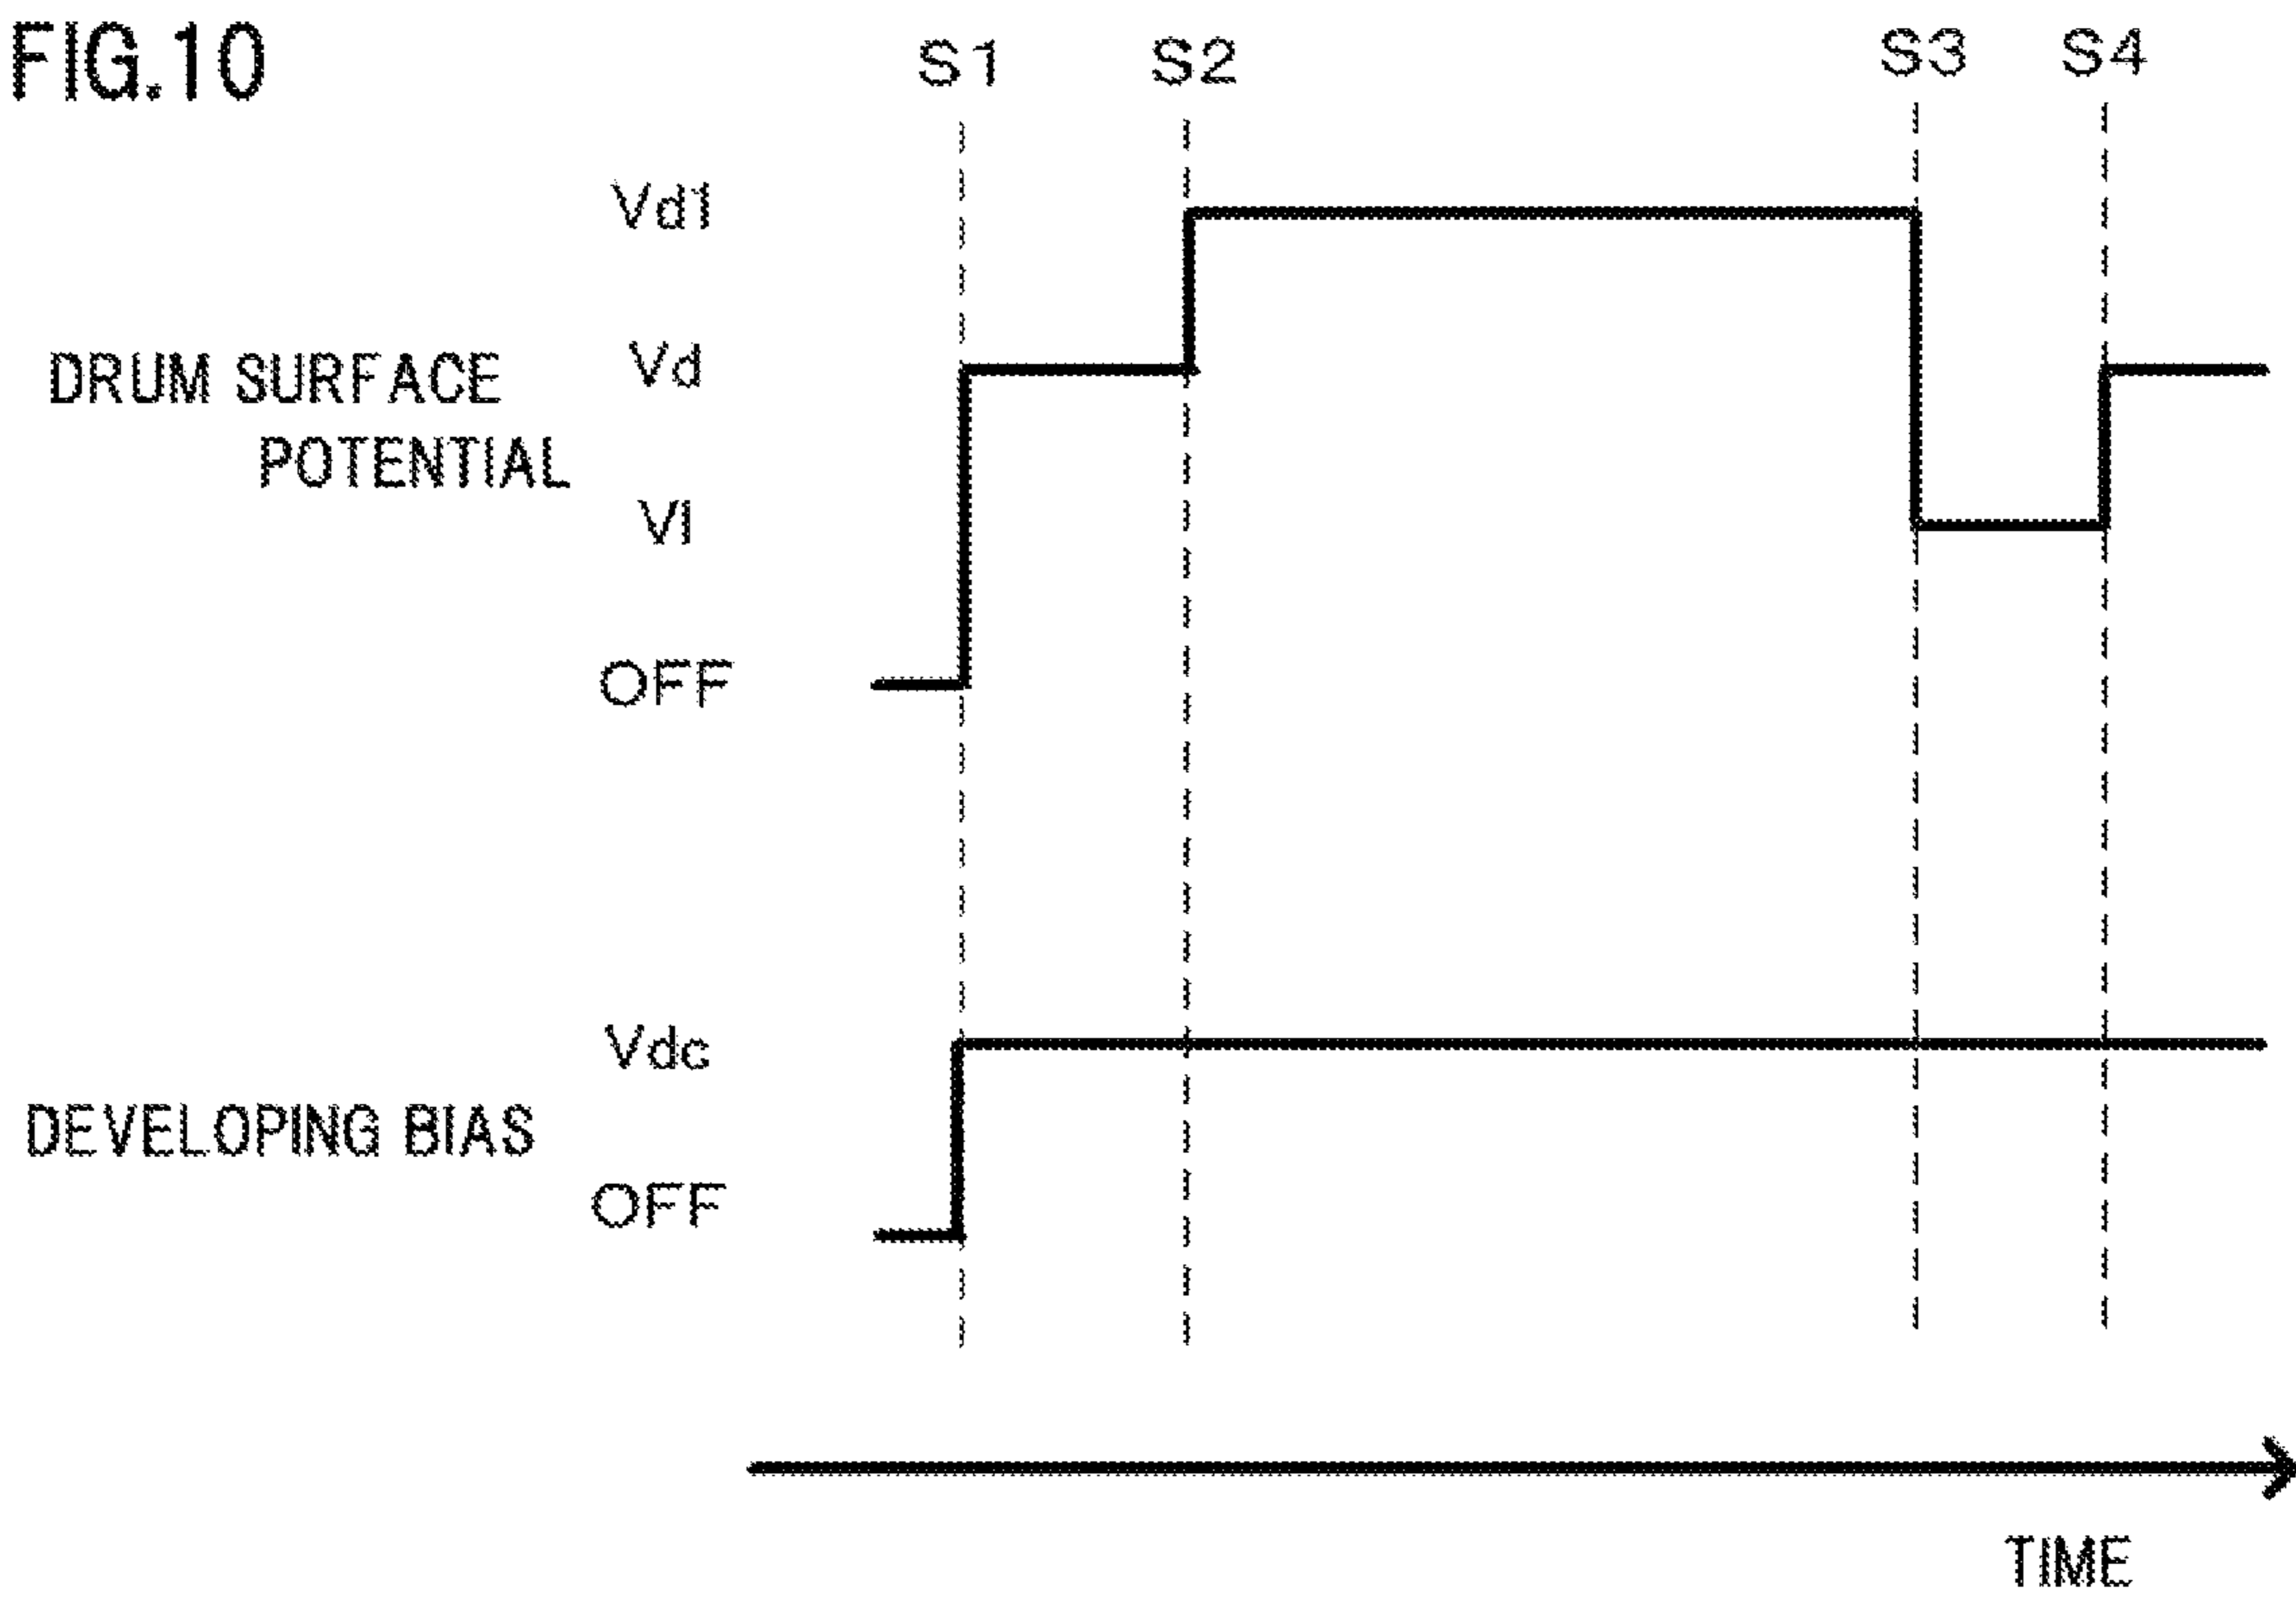 FIG.10
S1 S2 S3 S4
Vd1
DRUM SURFACE POTENTIAL
Vd
Vl
OFF
Vdc
DEVELOPING BIAS
OFF
TIME